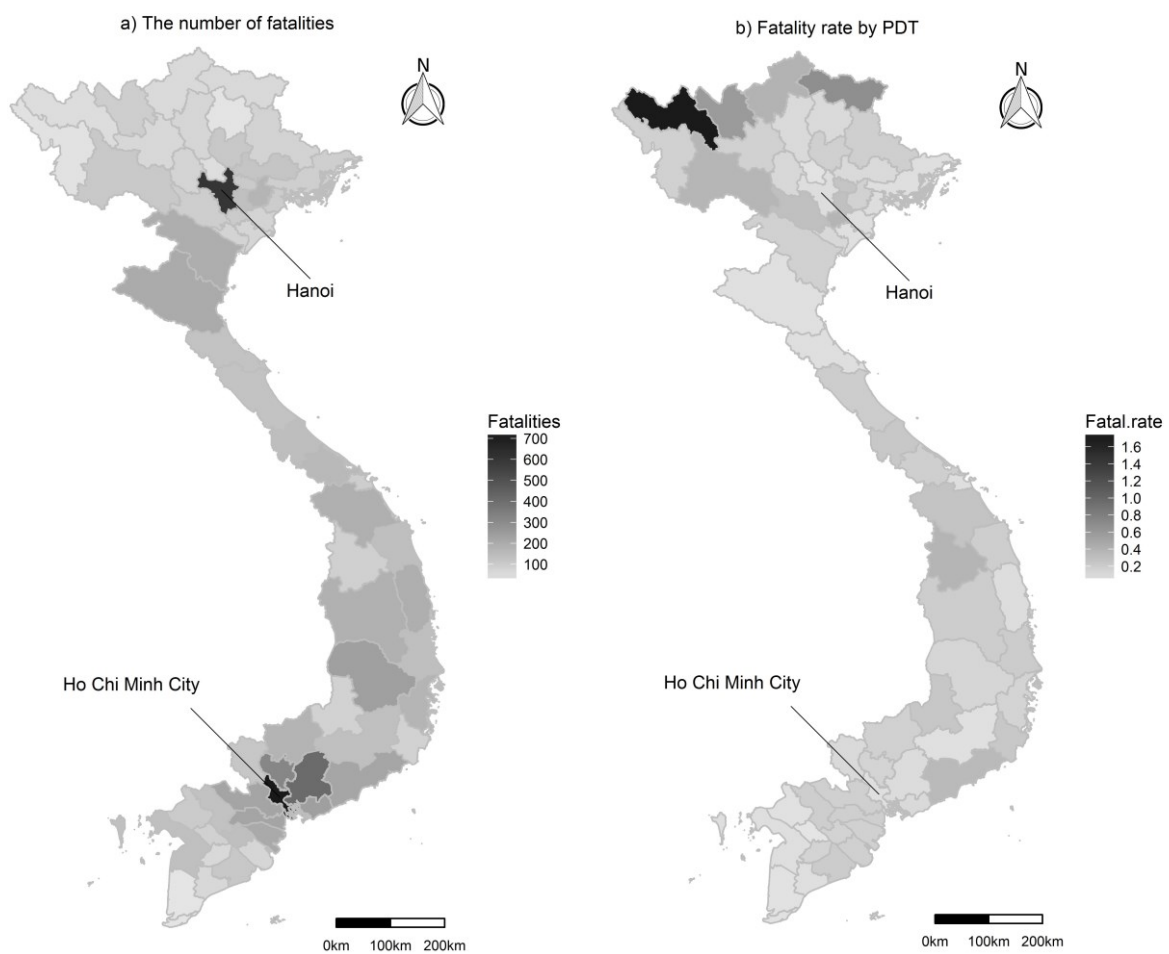 a) The number of fatalities
N
Hanoi
Fatalities
700
600
500
400
300
200
100
Ho Chi Minh City
0km 100km 200km
b) Fatality rate by PDT
N
Hanoi
Fatal.rate
1.6
1.4
1.2
1.0
0.8
0.6
0.4
0.2
Ho Chi Minh City
0km 100km 200km